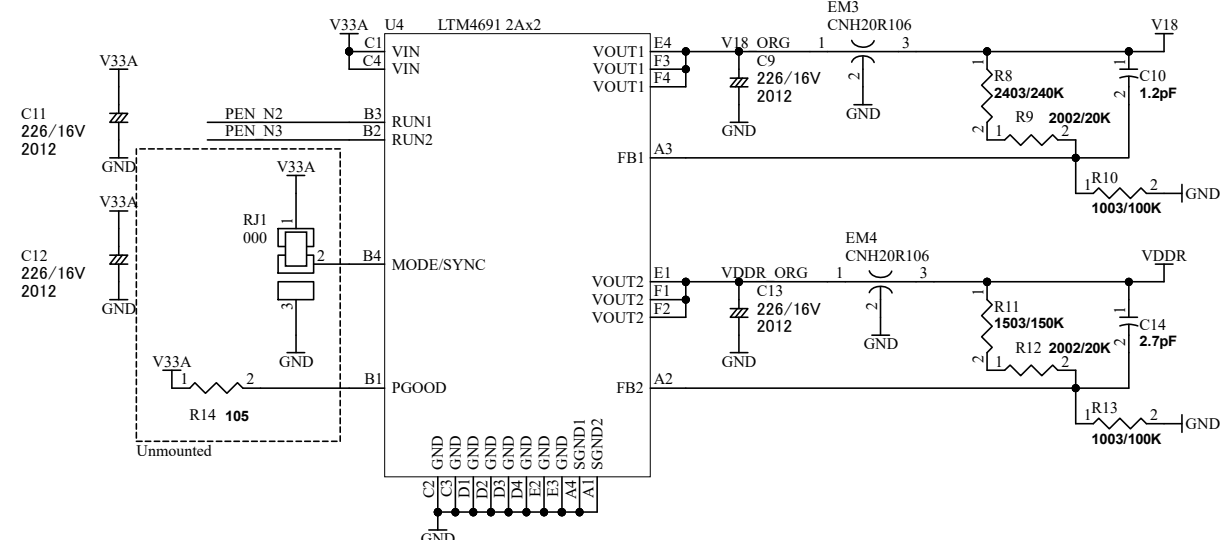 V33A
U4
LTM4691 2Ax2
C1
VIN
C4
VIN
B3
RUN1
B2
RUN2
PEN_N2
PEN_N3
B4
MODE/SYNC
B1
PGOOD
VOUT1
E4
VOUT1
F3
VOUT1
F4
FB1
A3
VOUT2
E1
VOUT2
F1
VOUT2
F2
FB2
A2
GND
GND
GND
GND
GND
GND
GND
GND
SGND1
SGND2
C2
C3
D1
D2
D3
D4
E2
E3
A4
A1
GND
V33A
C11
226/16V
2012
GND
V33A
C12
226/16V
2012
GND
V33A
RJ1
000
1
2
3
GND
V33A
1
2
R14 105
Unmounted
V18_ORG
C9
226/16V
2012
GND
EM3
CNH20R106
1
3
2
GND
V18
1
R8
2403/240K
2
R9
2002/20K
1
2
1
C10
1.2pF
2
R10
1
2
GND
1003/100K
VDDR_ORG
C13
226/16V
2012
GND
EM4
CNH20R106
1
3
2
GND
VDDR
1
R11
1503/150K
2
R12
2002/20K
1
2
1
C14
2.7pF
2
R13
1
2
GND
1003/100K